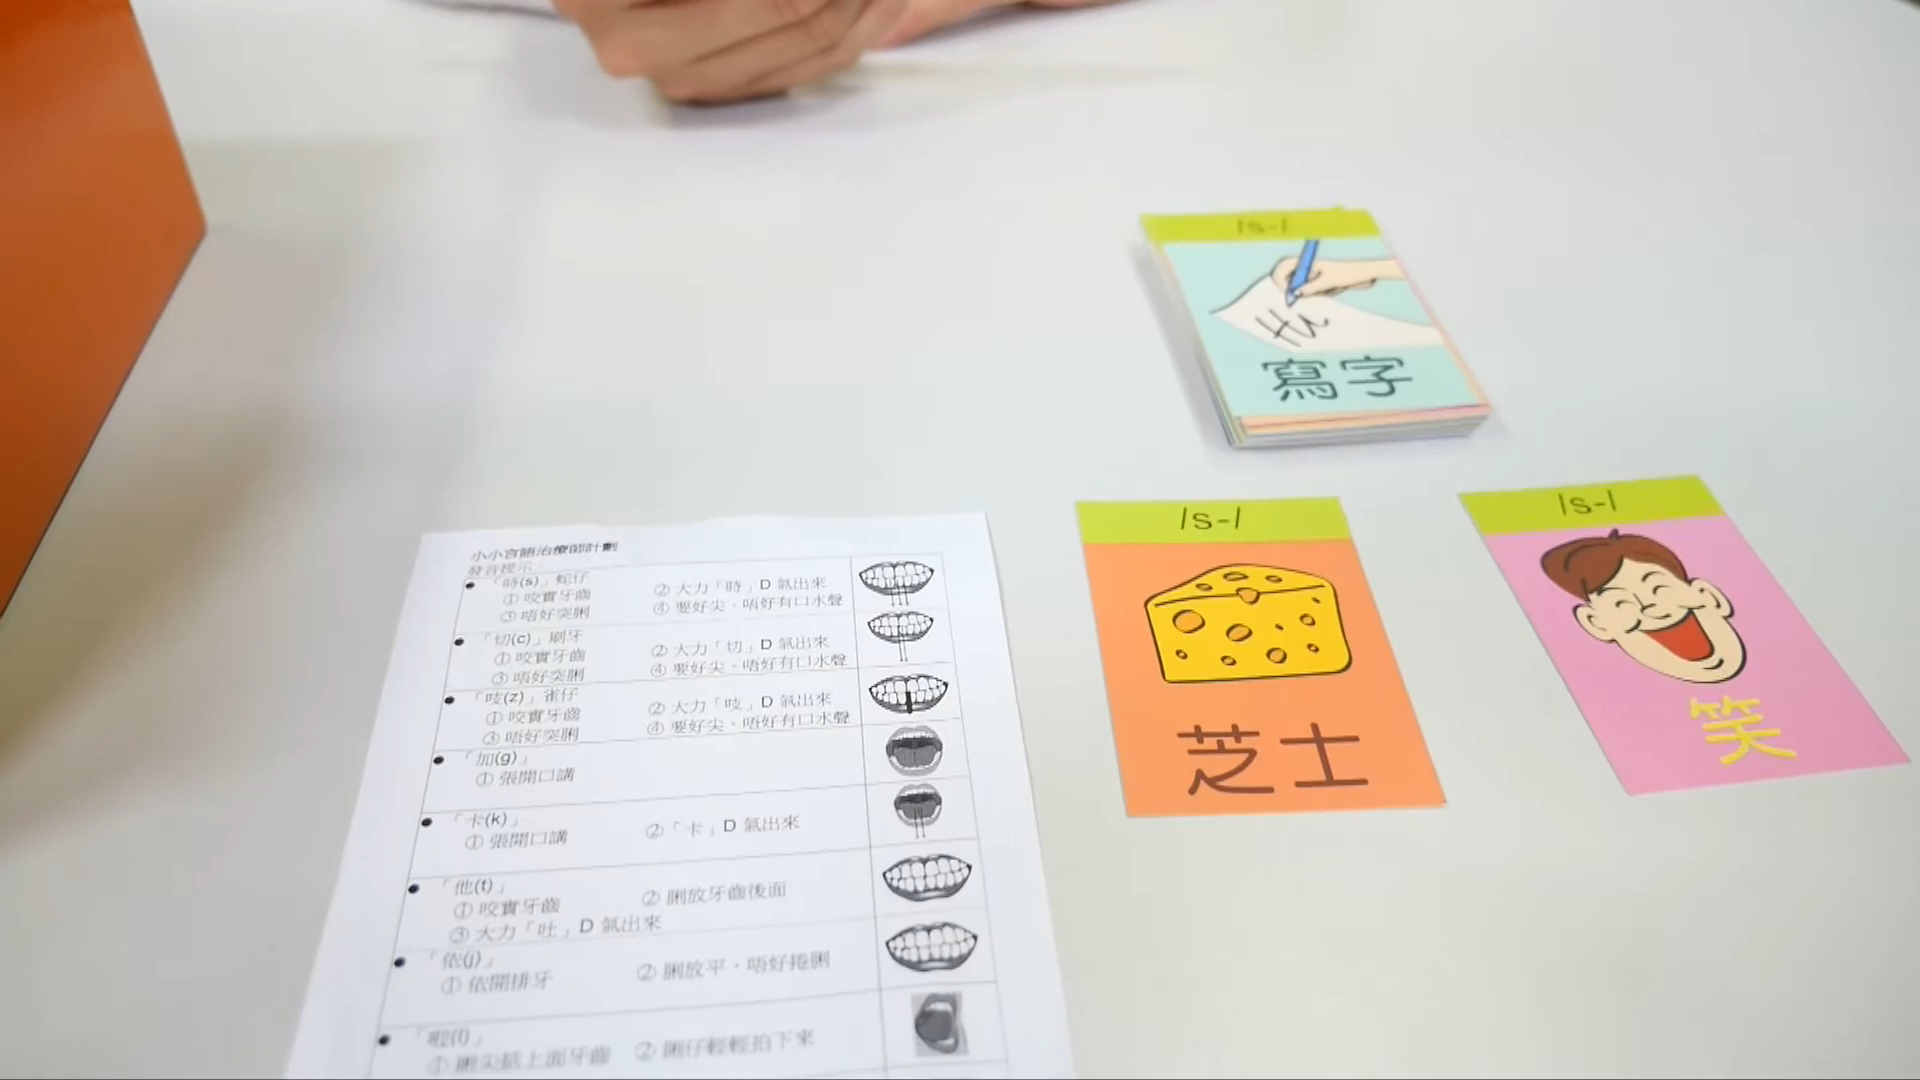 小小言語治療師計劃
發音提示：
「時(s)」蛇仔
① 咬實牙齒 ② 大力「時」D 氣出來
③ 唔好突脷 ④ 要好尖、唔好有口水聲
「切(c)」刷牙
① 咬實牙齒 ② 大力「切」D 氣出來
③ 唔好突脷 ④ 要好尖、唔好有口水聲
「吱(z)」雀仔
① 咬實牙齒 ② 大力「吱」D 氣出來
③ 唔好突脷 ④ 要好尖、唔好有口水聲
「加(g)」
① 張開口講
「卡(k)」
① 張開口講 ②「卡」D 氣出來
「他(t)」
① 咬實牙齒 ② 脷放牙齒後面
③ 大力「吐」D 氣出來
「依(j)」
① 依開排牙 ② 脷放平，唔好捲脷
「啦(l)」
① 脷尖掂上面牙齒 ② 脷仔輕輕拍下來
/s-/
寫字
/s-/
芝士
/s-/
笑